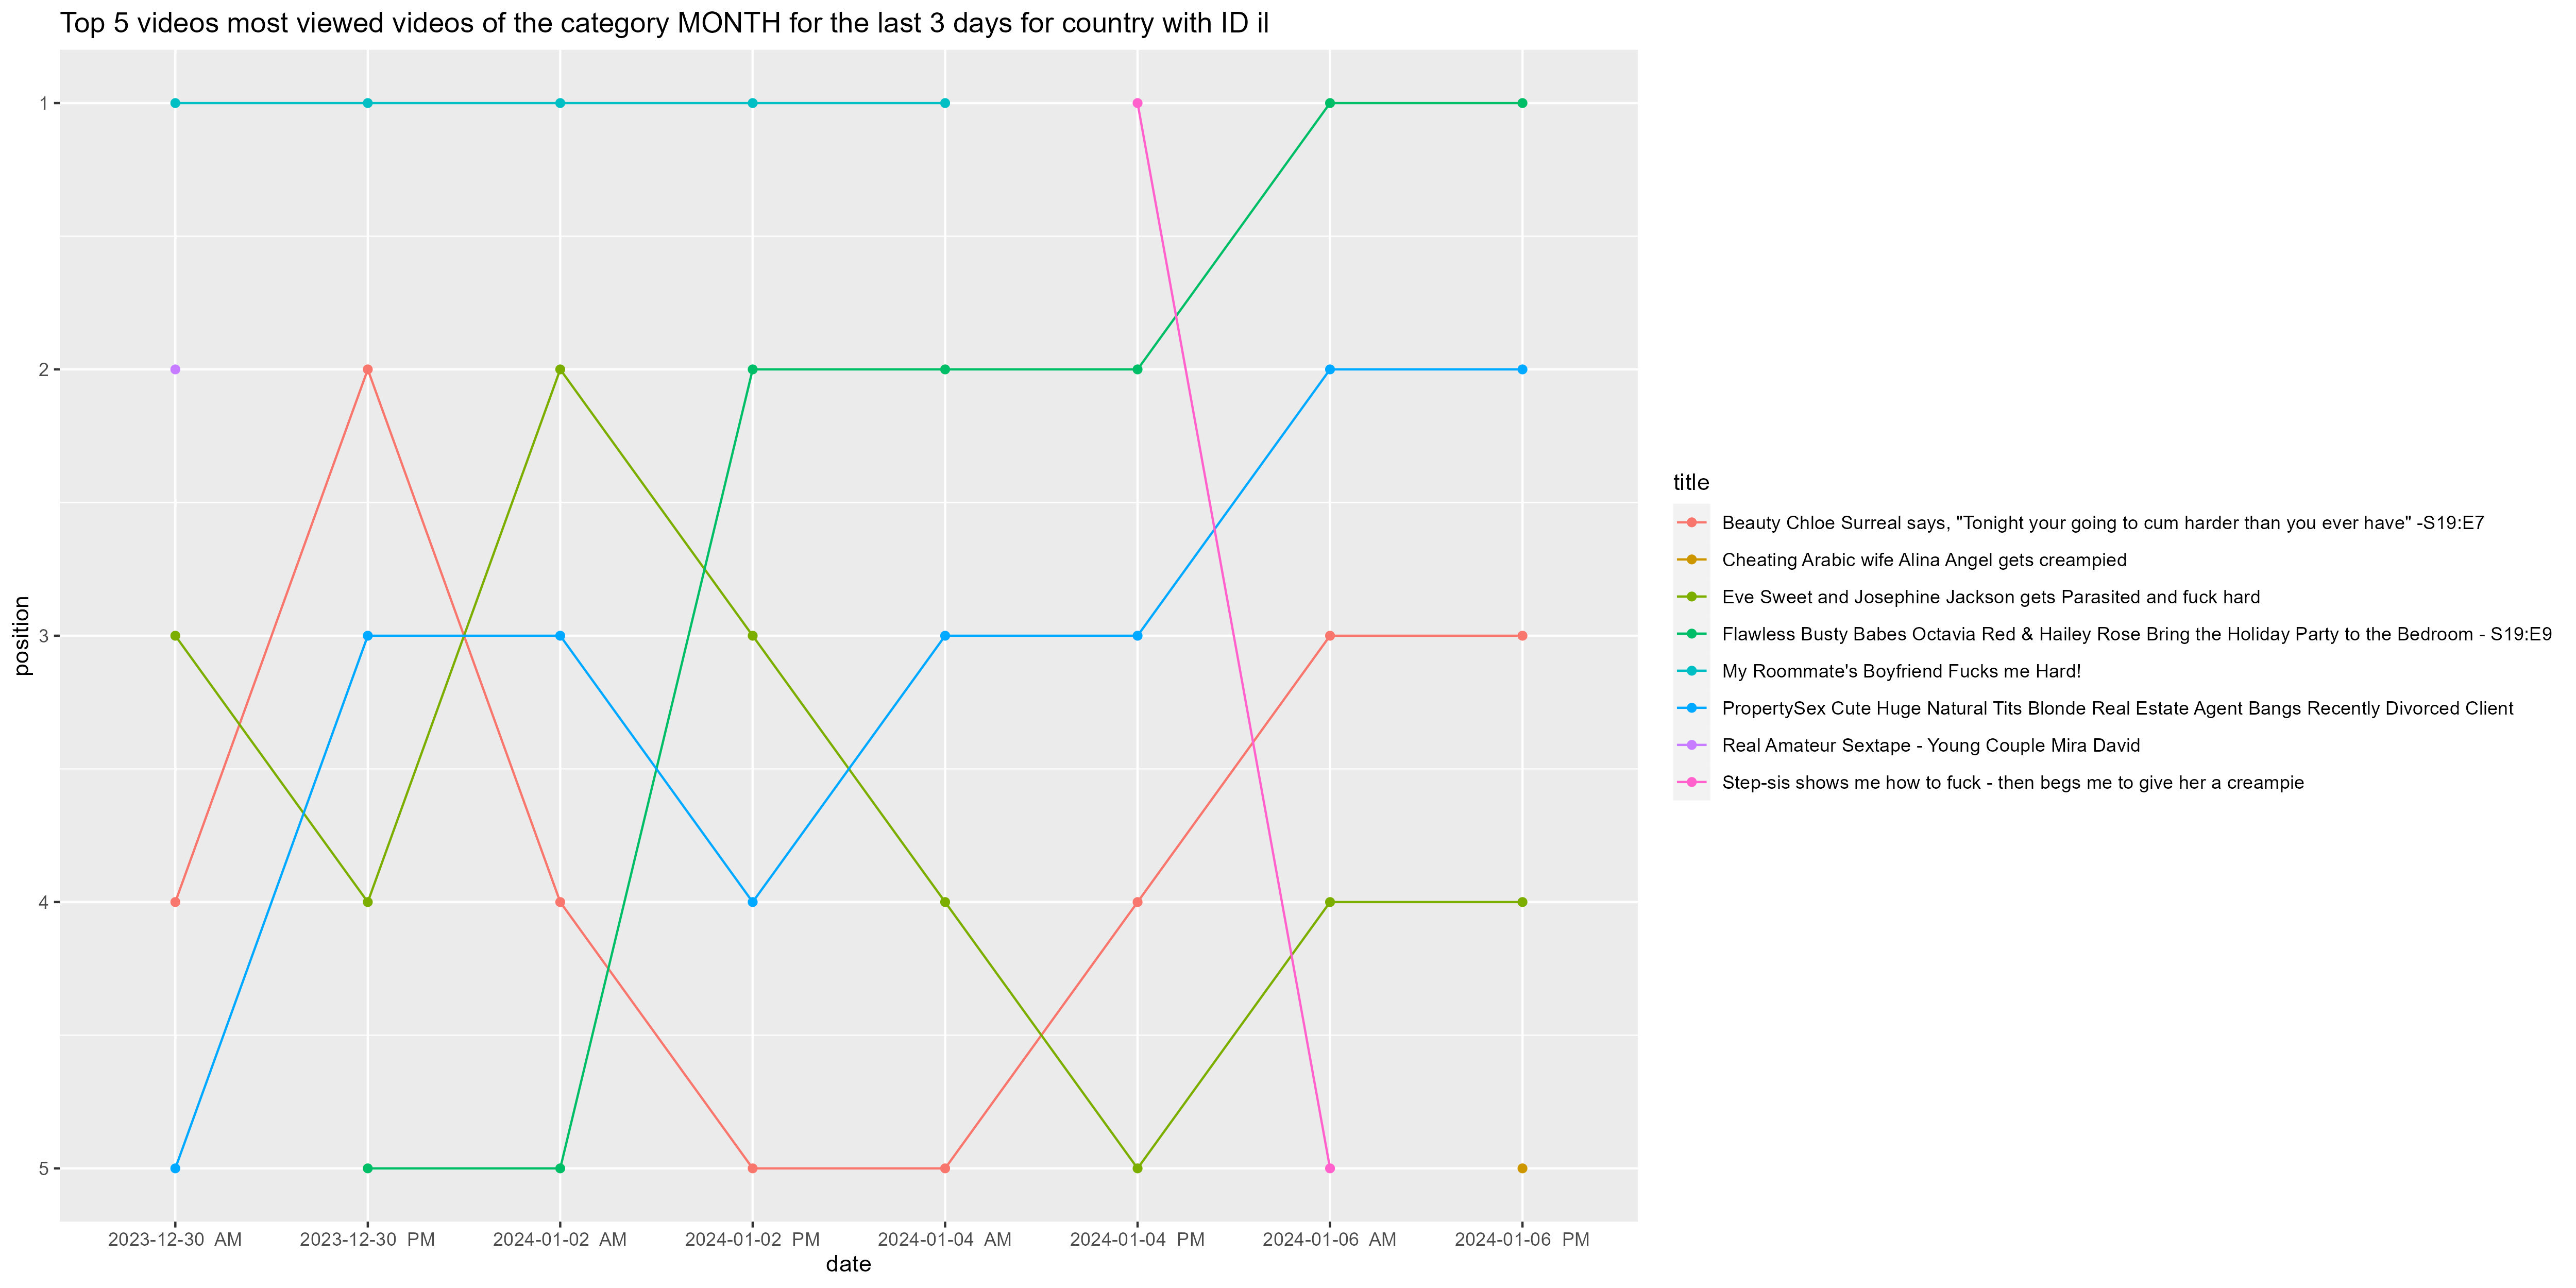 Top 5 videos most viewed videos of the category MONTH for the last 3 days for country with ID il
position
1
2
3
4
5
2023-12-30 AM
2023-12-30 PM
2024-01-02 AM
2024-01-02 PM
2024-01-04 AM
2024-01-04 PM
2024-01-06 AM
2024-01-06 PM
date
title
Beauty Chloe Surreal says, "Tonight your going to cum harder than you ever have" -S19:E7
Cheating Arabic wife Alina Angel gets creampied
Eve Sweet and Josephine Jackson gets Parasited and fuck hard
Flawless Busty Babes Octavia Red & Hailey Rose Bring the Holiday Party to the Bedroom - S19:E9
My Roommate's Boyfriend Fucks me Hard!
PropertySex Cute Huge Natural Tits Blonde Real Estate Agent Bangs Recently Divorced Client
Real Amateur Sextape - Young Couple Mira David
Step-sis shows me how to fuck - then begs me to give her a creampie